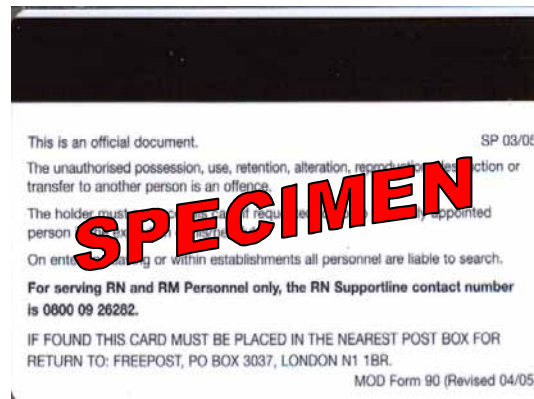 This is an official document. SP 03/05
The unauthorised possession, use, retention, alteration, reproduction, destruction or
transfer to another person is an offence.
The holder must
person
On
or within establishments all personnel are liable to search.
SPECIMEN
For serving RN and RM Personnel only, the RN Supportline contact number
is 0800 09 26282.
IF FOUND THIS CARD MUST BE PLACED IN THE NEAREST POST BOX FOR
RETURN TO: FREEPOST, PO BOX 3037, LONDON N1 1BR.
MOD Form 90 (Revised 04/05